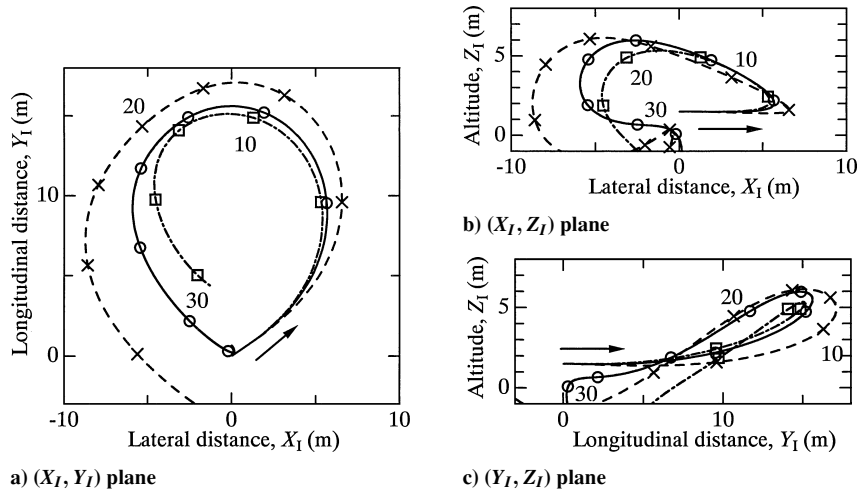 Longitudinal distance, Y_I (m)
20
10
10
30
0
-10
0
10
Lateral distance, X_I (m)
a) (X_I, Y_I) plane
Altitude, Z_I (m)
5
0
10
20
30
-10
0
10
Lateral distance, X_I (m)
b) (X_I, Z_I) plane
Altitude, Z_I (m)
5
0
20
10
30
0
10
Longitudinal distance, Y_I (m)
c) (Y_I, Z_I) plane